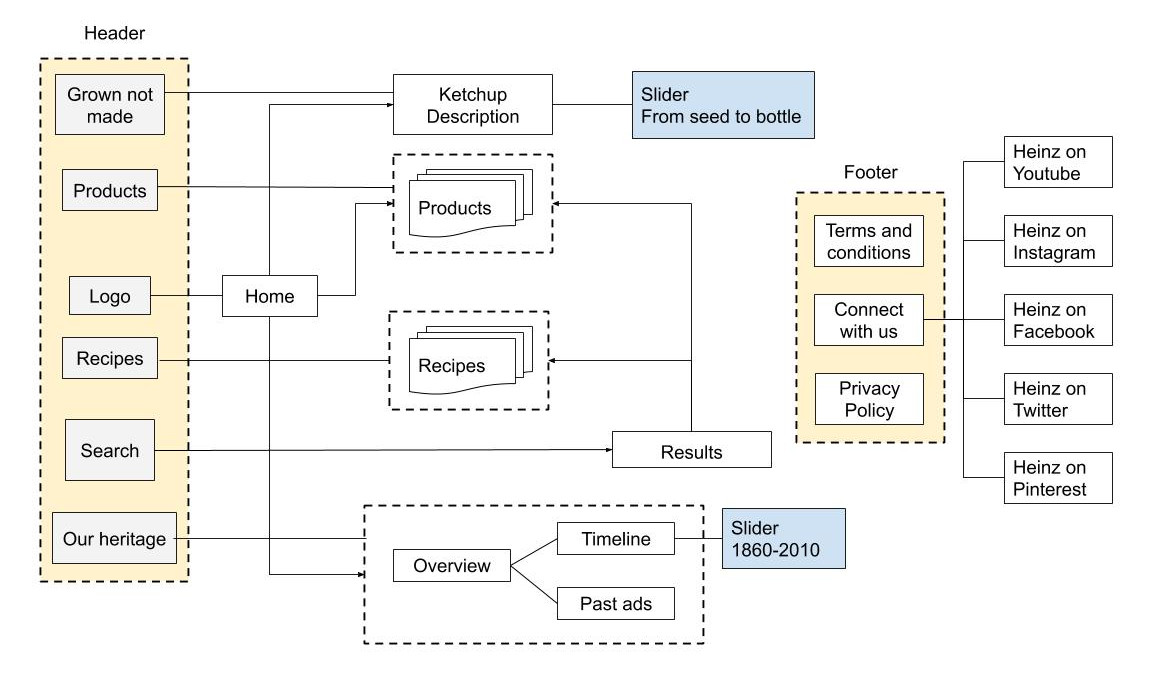 Header
Grown not
made
Products
Logo
Recipes
Search
Our heritage
Home
Ketchup
Description
Slider
From seed to bottle
Products
Recipes
Results
Overview
Timeline
Past ads
Slider
1860-2010
Footer
Terms and
conditions
Connect
with us
Privacy
Policy
Heinz on
Youtube
Heinz on
Instagram
Heinz on
Facebook
Heinz on
Twitter
Heinz on
Pinterest